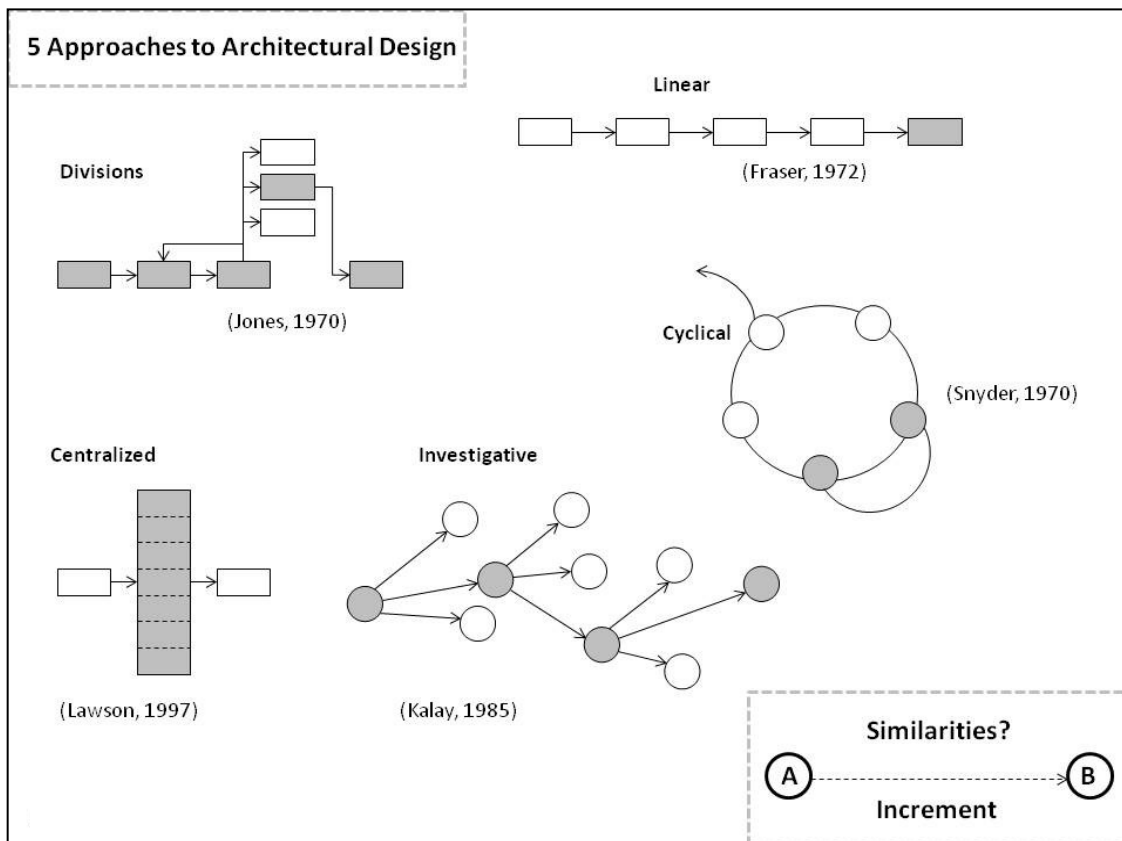 5 Approaches to Architectural Design
Linear
(Fraser, 1972)
Divisions
(Jones, 1970)
Cyclical
(Snyder, 1970)
Centralized
(Lawson, 1997)
Investigative
(Kalay, 1985)
Similarities?
A
B
Increment